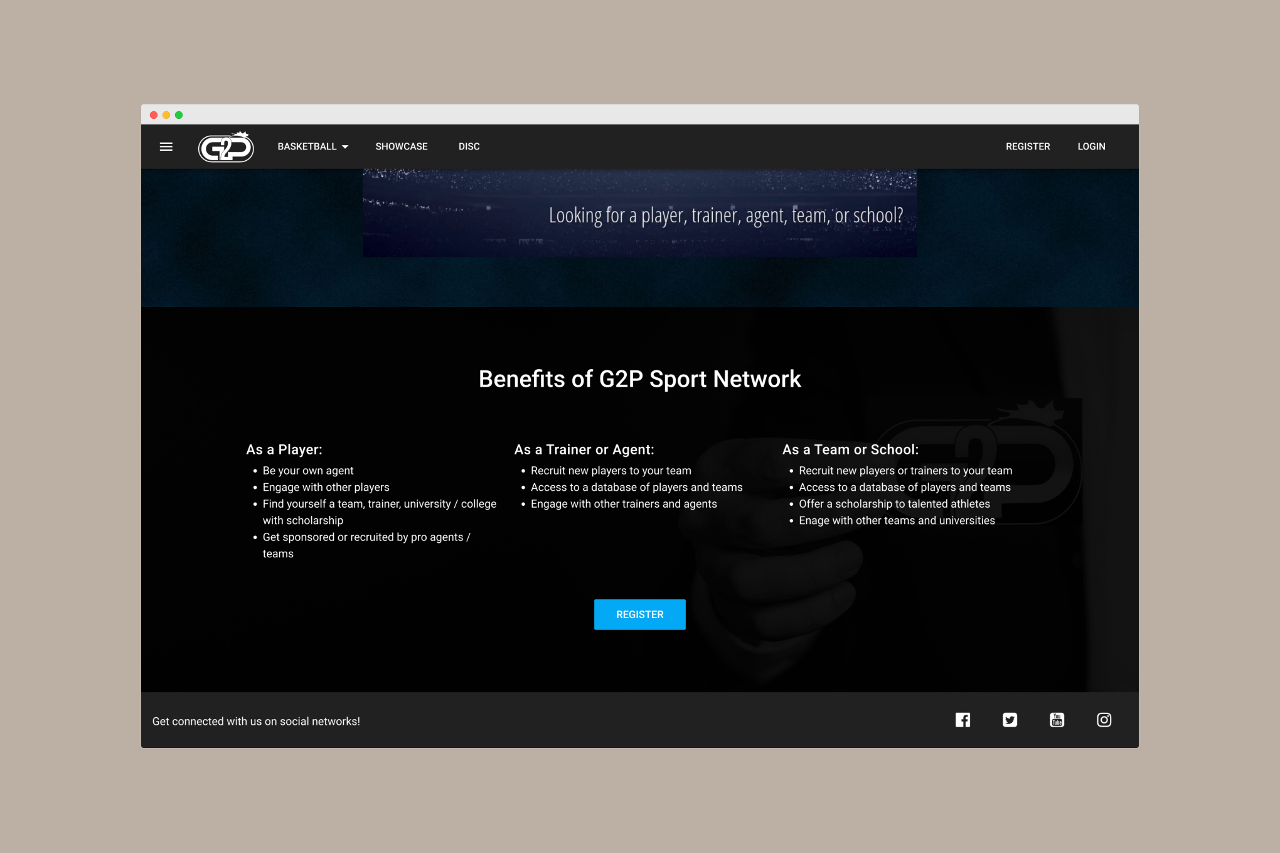 G2P BASKETBALL SHOWCASE DISC REGISTER LOGIN
Looking for a player, trainer, agent, team, or school?
Benefits of G2P Sport Network
As a Player:
• Be your own agent
• Engage with other players
• Find yourself a team, trainer, university / college
with scholarship
• Get sponsored or recruited by pro agents /
teams
As a Trainer or Agent:
• Recruit new players to your team
• Access to a database of players and teams
• Engage with other trainers and agents
As a Team or School:
• Recruit new players or trainers to your team
• Access to a database of players and teams
• Offer a scholarship to talented athletes
• Enage with other teams and universities
G2P
REGISTER
Get connected with us on social networks!
You
Tube